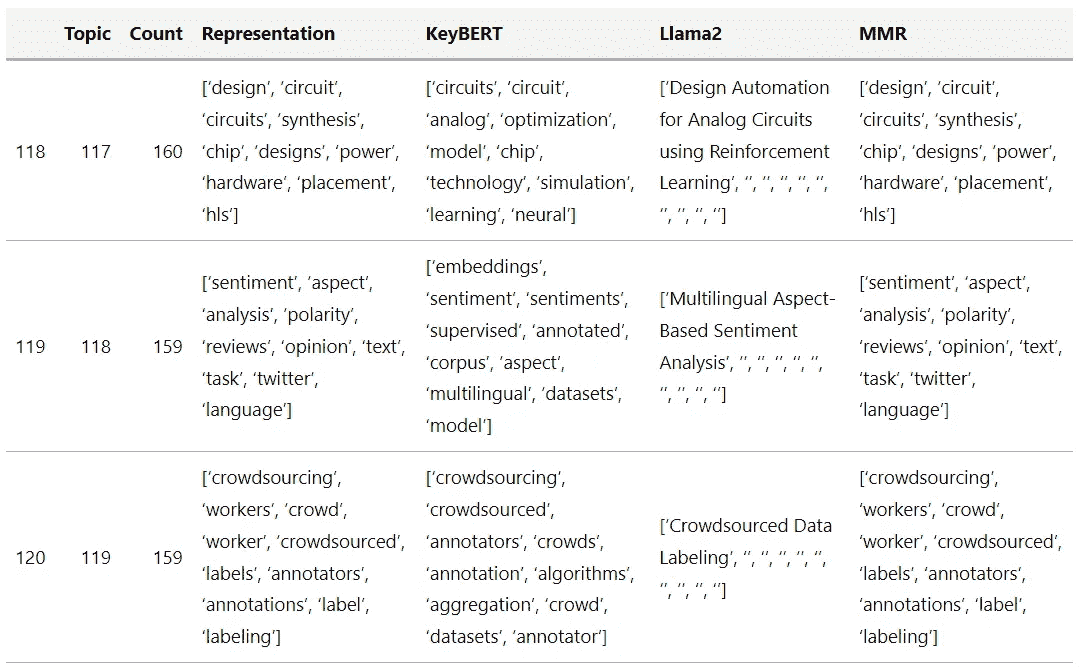 Topic Count Representation KeyBERT Llama2 MMR
118 117 160
[‘design’, ‘circuit’,
‘circuits’, ‘synthesis’,
‘chip’, ‘designs’, ‘power’,
‘hardware’, ‘placement’,
‘hls’]
[‘circuits’, ‘circuit’,
‘analog’, ‘optimization’,
‘model’, ‘chip’,
‘technology’, ‘simulation’,
‘learning’, ‘neural’]
[‘Design Automation
for Analog Circuits
using Reinforcement
Learning’, ‘’, ‘’, ‘’, ‘’, ‘’,
‘’, ‘’, ‘’, ‘’]
[‘design’, ‘circuit’,
‘circuits’, ‘synthesis’,
‘chip’, ‘designs’, ‘power’,
‘hardware’, ‘placement’,
‘hls’]
119 118 159
[‘sentiment’, ‘aspect’,
‘analysis’, ‘polarity’,
‘reviews’, ‘opinion’, ‘text’,
‘task’, ‘twitter’,
‘language’]
[‘embeddings’,
‘sentiment’, ‘sentiments’,
‘supervised’, ‘annotated’,
‘corpus’, ‘aspect’,
‘multilingual’, ‘datasets’,
‘model’]
[‘Multilingual Aspect-
Based Sentiment
Analysis’, ‘’, ‘’, ‘’, ‘’, ‘’,
‘’, ‘’, ‘’, ‘’]
[‘sentiment’, ‘aspect’,
‘analysis’, ‘polarity’,
‘reviews’, ‘opinion’, ‘text’,
‘task’, ‘twitter’,
‘language’]
120 119 159
[‘crowdsourcing’,
‘workers’, ‘crowd’,
‘worker’, ‘crowdsourced’,
‘labels’, ‘annotators’,
‘annotations’, ‘label’,
‘labeling’]
[‘crowdsourcing’,
‘crowdsourced’,
‘annotators’, ‘crowds’,
‘annotation’, ‘algorithms’,
‘aggregation’, ‘crowd’,
‘datasets’, ‘annotator’]
[‘Crowdsourced Data
Labeling’, ‘’, ‘’, ‘’, ‘’, ‘’,
‘’, ‘’, ‘’, ‘’]
[‘crowdsourcing’,
‘workers’, ‘crowd’,
‘worker’, ‘crowdsourced’,
‘labels’, ‘annotators’,
‘annotations’, ‘label’,
‘labeling’]